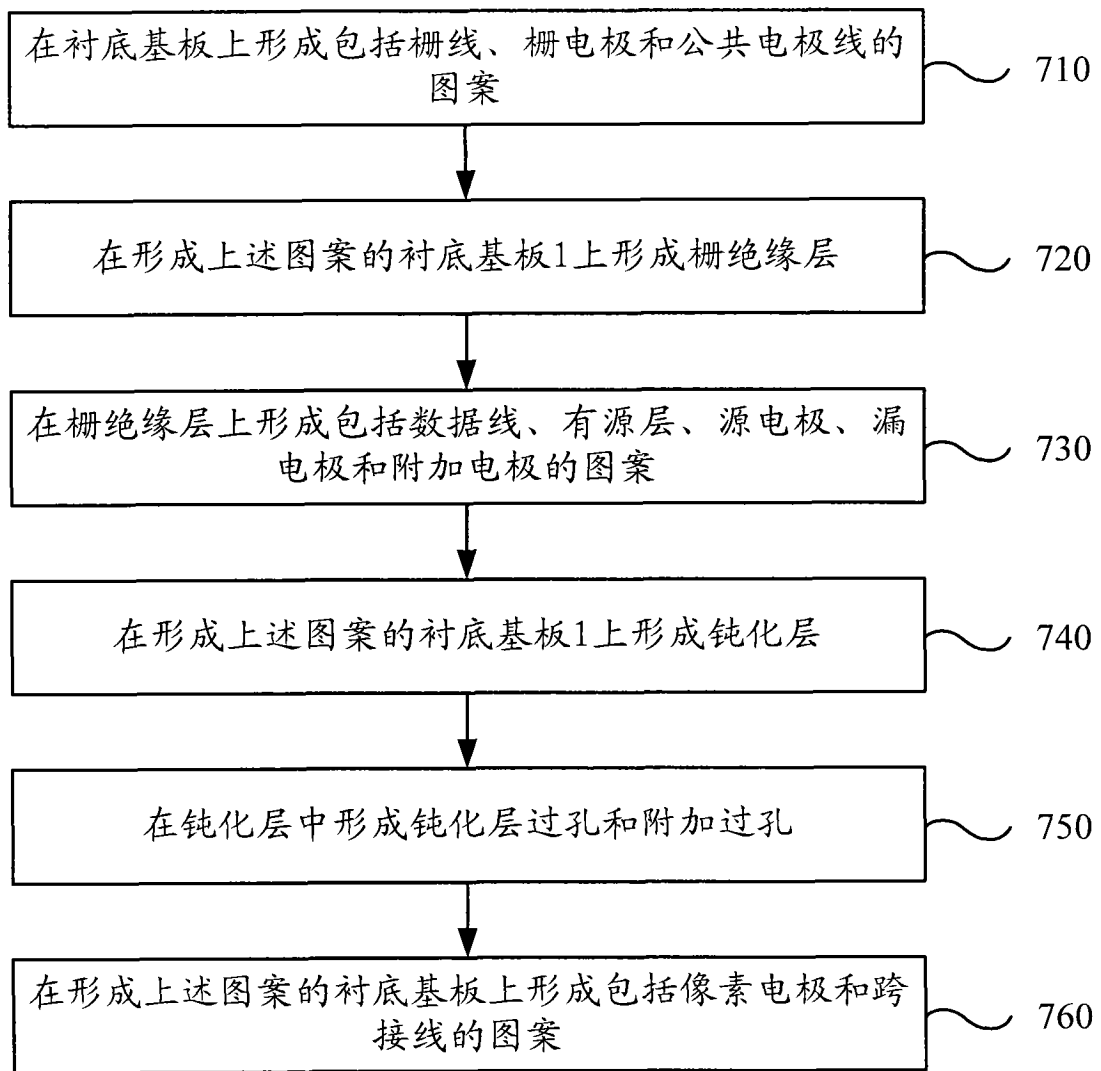 在衬底基板上形成包括栅线、栅电极和公共电极线的
图案
710
在形成上述图案的衬底基板1上形成栅绝缘层
720
在栅绝缘层上形成包括数据线、有源层、源电极、漏
电极和附加电极的图案
730
在形成上述图案的衬底基板1上形成钝化层
740
在钝化层中形成钝化层过孔和附加过孔
750
在形成上述图案的衬底基板上形成包括像素电极和跨
接线的图案
760